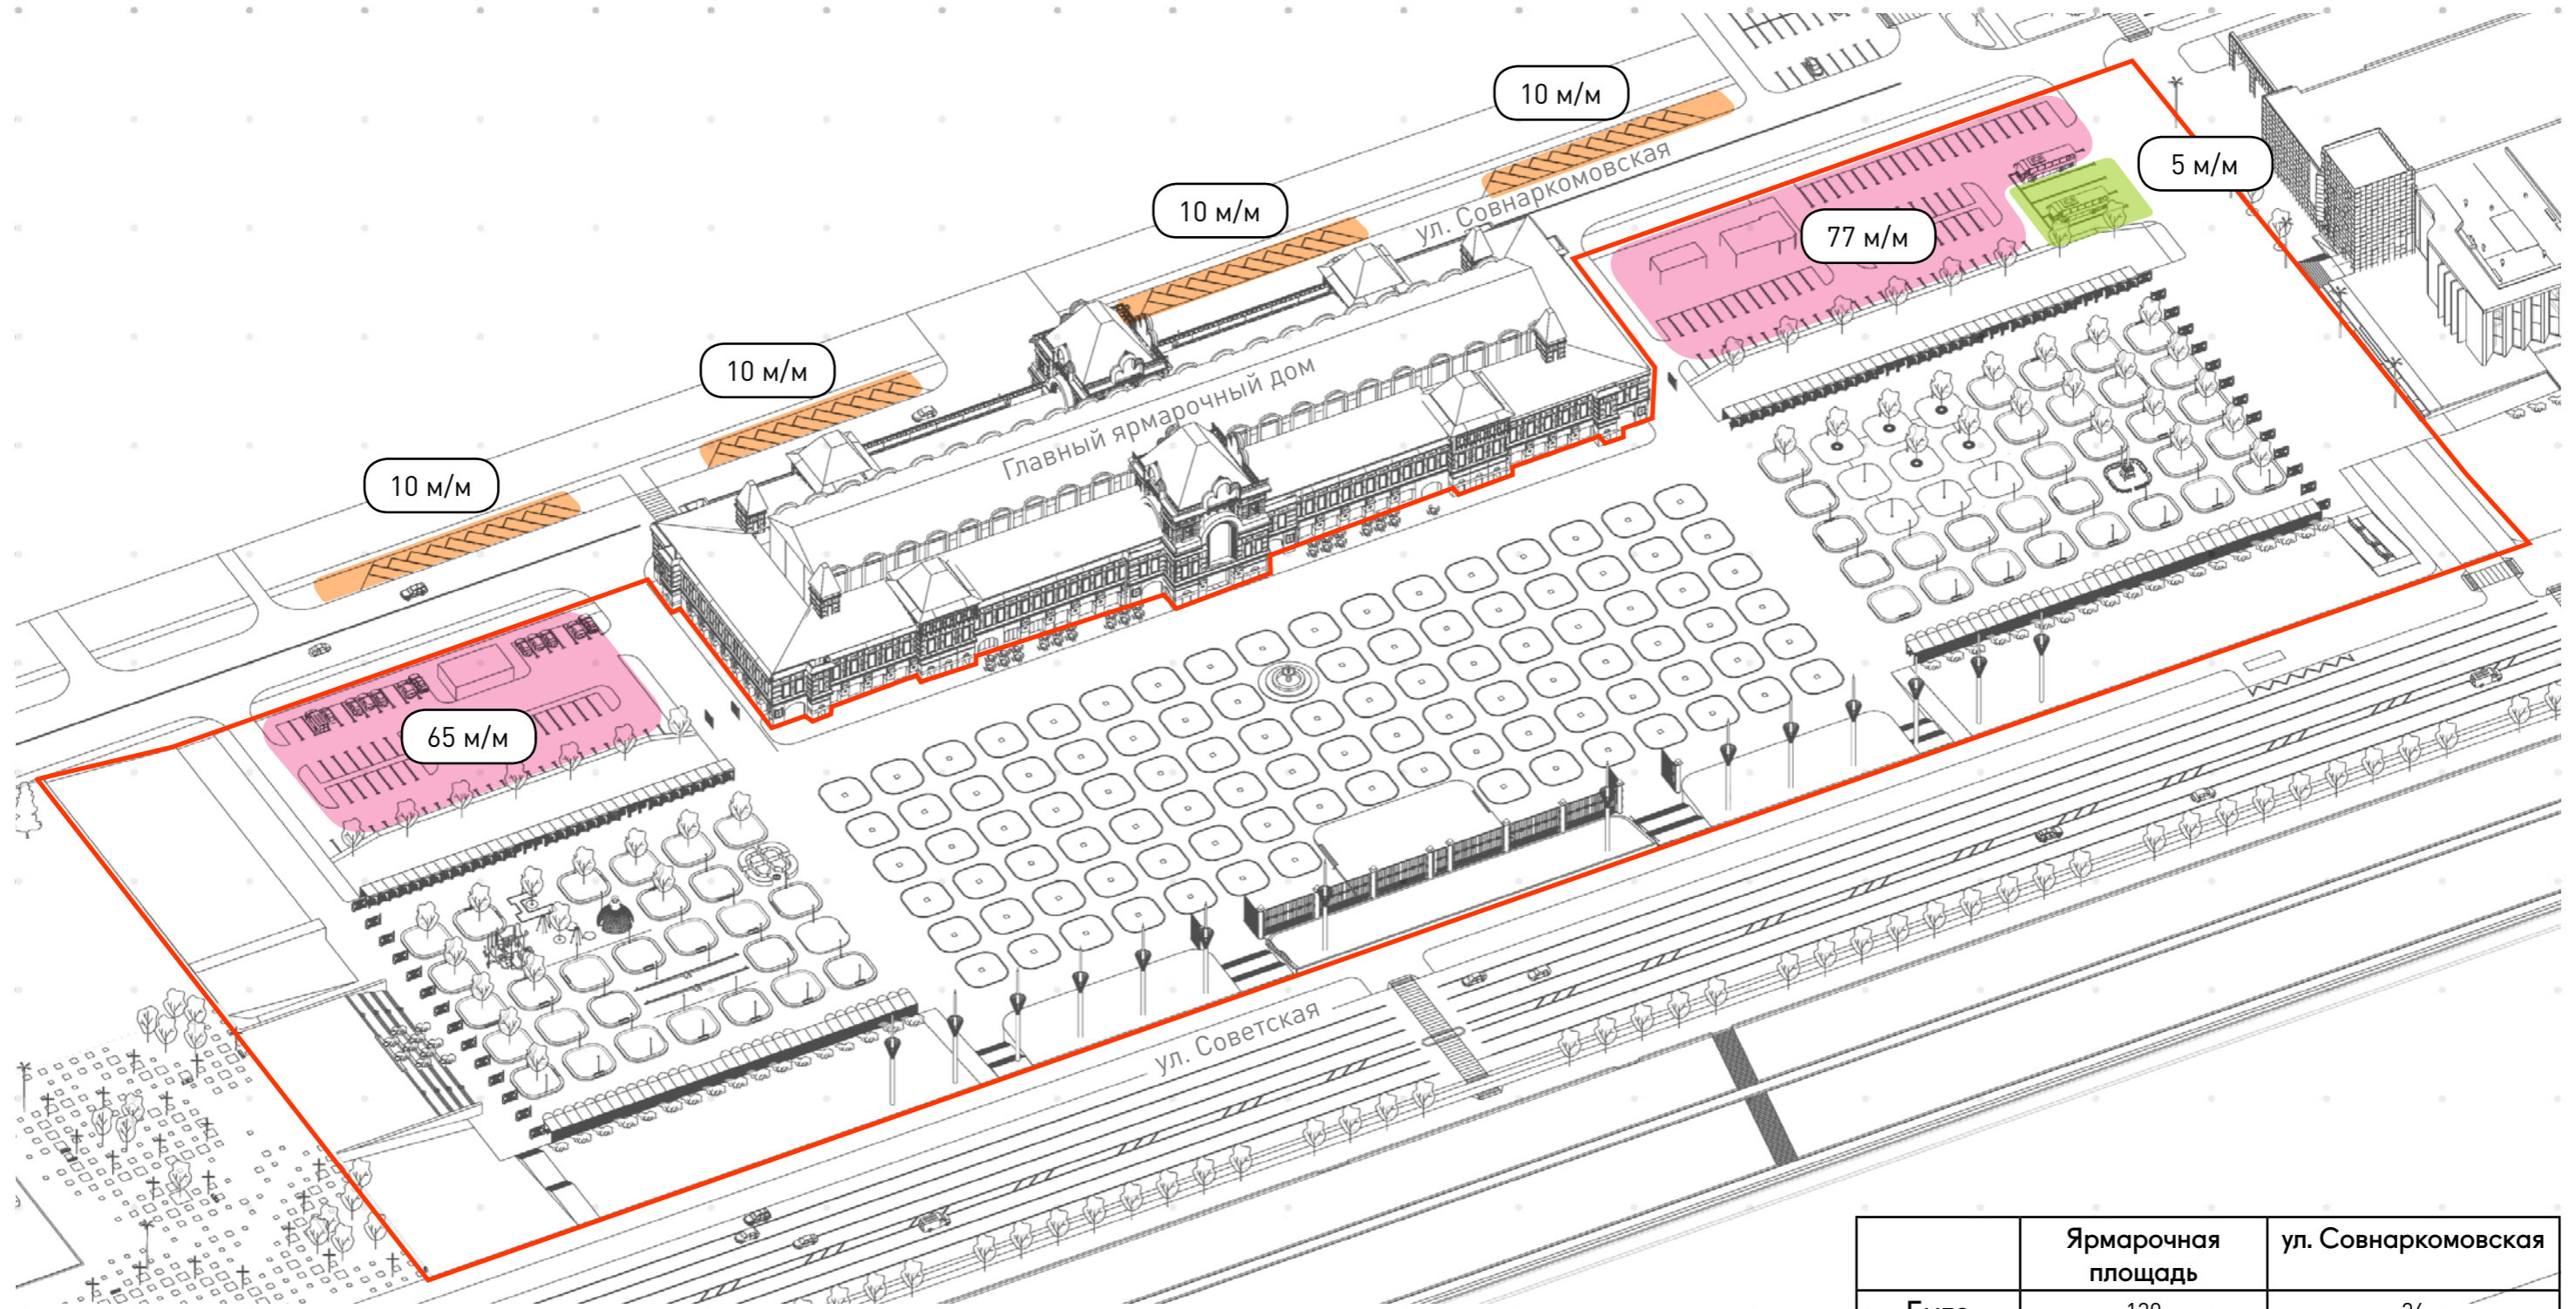 10 м/м
ул. Совнаркомовская
5 м/м
10 м/м
77 м/м
10 м/м
Главный ярмарочный дом
10 м/м
65 м/м
ул. Советская
Ярмарочная
площадь
ул. Совнаркомовская